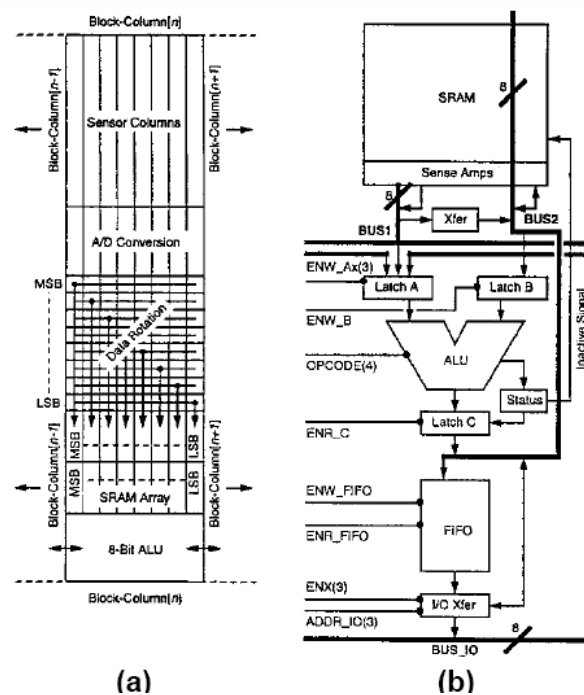 Block-Column[n]
Block-Column[n-1]
Block-Column[n+1]
Sensor Columns
A/D Conversion
MSB
Data Rotation
LSB
MSB
LSB
Block-Column[n-1]
Block-Column[n+1]
MSB
LSB
SRAM Array
8-Bit ALU
Block-Column[n]
(a)
8
SRAM
Sense Amps
8
BUS1
Xfer
BUS2
ENW_Ax(3)
Latch A
Latch B
ENW_B
ALU
OPCODE(4)
Status
Inactive Signal
Latch C
ENR_C
ENW_FIFO
FIFO
ENR_FIFO
ENX(3)
I/O Xfer
ADDR_IO(3)
8
BUS_IO
(b)